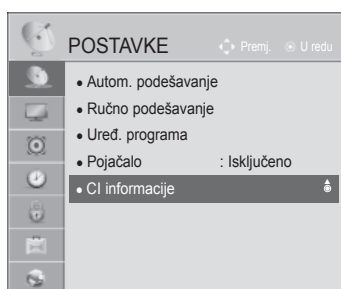 POSTAVKE Premj. U redu
• Autom. podešavanje
• Ručno podešavanje
• Uređ. programa
• Pojačalo : Isključeno
• CI informacije